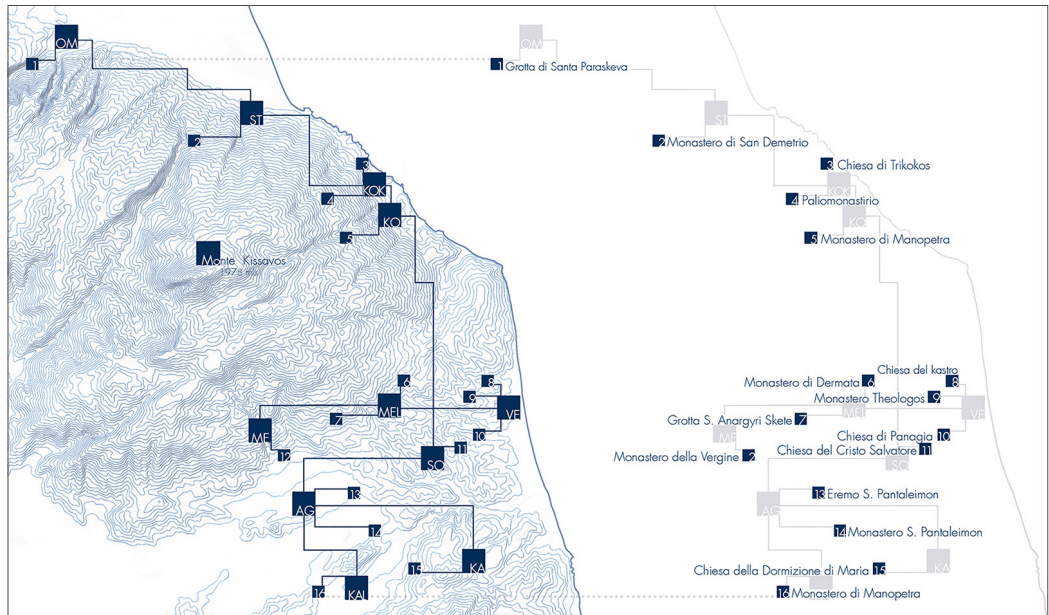 OM
1
ST
2
3
KOK
4
KO
5
Monte Kissavos
1978 m
6
8
9
MEL
VE
7
ME
10
11
12
SO
13
AG
14
15
KA
16
KAL
OM
1 Grotta di Santa Paraskeva
ST
2 Monastero di San Demetrio
3 Chiesa di Trikokos
KOK
4 Paliomonastirio
KO
5 Monastero di Manopetra
Chiesa del kastro
Monastero di Dermata 6
8
Monastero Theologos 9
MEL
VE
Grotta S. Anargyri Skete 7
ME
Chiesa di Panagia 10
Chiesa del Cristo Salvatore 11
Monastero della Vergine 2
SO
13 Eremo S. Pantaleimon
AG
14 Monastero S. Pantaleimon
KA
Chiesa della Dormizione di Maria 15
16 Monastero di Manopetra